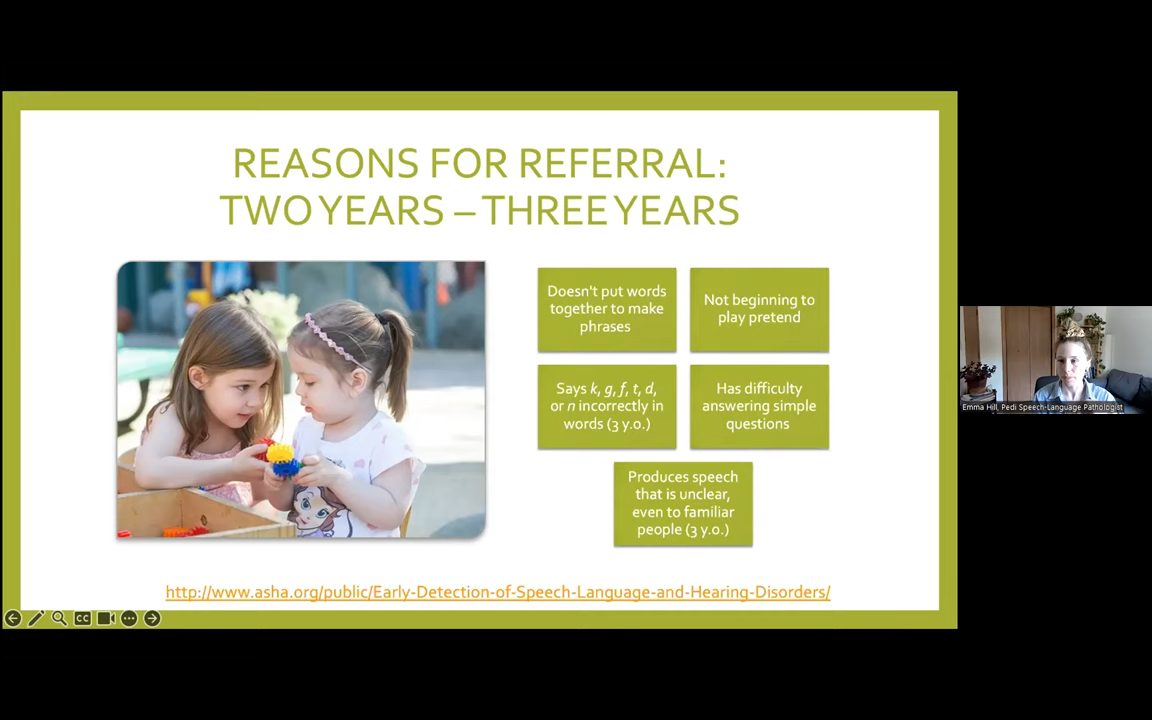 REASONS FOR REFERRAL:
TWO YEARS – THREE YEARS
Doesn't put words
together to make
phrases
Not beginning to
play pretend
Says k, g, f, t, d,
or n incorrectly in
words (3 y.o.)
Has difficulty
answering simple
questions
Produces speech
that is unclear,
even to familiar
people (3 y.o.)
http://www.asha.org/public/Early-Detection-of-Speech-Language-and-Hearing-Disorders/
CC
Emma Hill, Pedi Speech-Language Pathologist